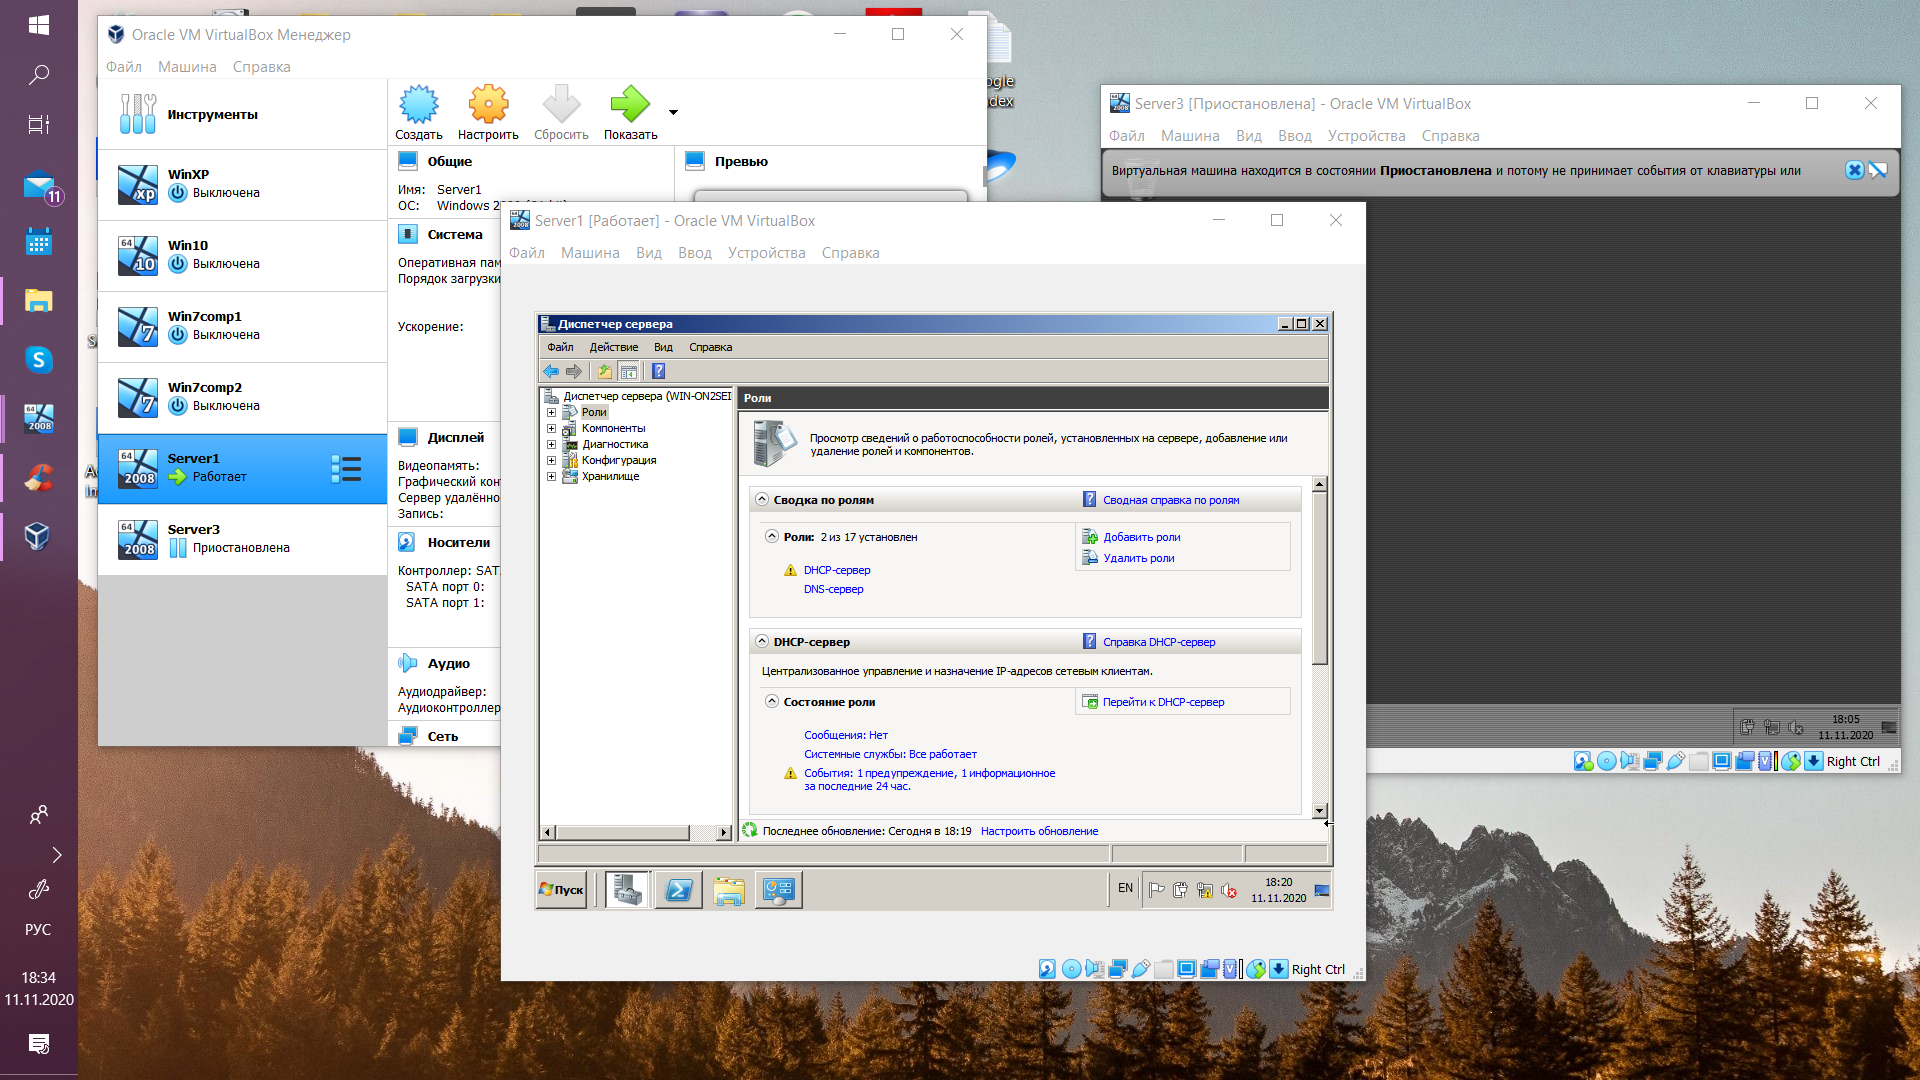 Oracle VM VirtualBox Менеджер
Файл Машина Справка
Инструменты
Создать Настроить Сбросить Показать
WinXP
Выключена
Win10
Выключена
Win7comp1
Выключена
Win7comp2
Выключена
Server1
Работает
Server3
Приостановлена
Общие
Имя: Server1
ОС: Windows
Превью
Система
Порядок загрузки
Ускорение:
Дисплей
Видеопамять:
Запись:
Носители
SATA порт 0:
SATA порт 1:
Аудио
Аудиодрайвер:
Аудиоконтроллер
Сеть
Server3 [Приостановлена] - Oracle VM VirtualBox
Файл Машина Вид Ввод Устройства Справка
Виртуальная машина находится в состоянии Приостановлена и потому не принимает события от клавиатуры или
18:05
11.11.2020
Right Ctrl
Server1 [Работает] - Oracle VM VirtualBox
Файл Машина Вид Ввод Устройства Справка
Диспетчер сервера
Файл Действие Вид Справка
Диспетчер сервера (WIN-ON2SEI
Роли
Компоненты
Диагностика
Конфигурация
Хранилище
Роли
Просмотр сведений о работоспособности ролей, установленных на сервере, добавление или
удаление ролей и компонентов.
Сводка по ролям
Сводная справка по ролям
Роли: 2 из 17 установлен
Добавить роли
Удалить роли
DHCP-сервер
DNS-сервер
DHCP-сервер
Справка DHCP-сервер
Централизованное управление и назначение IP-адресов сетевым клиентам.
Состояние роли
Перейти к DHCP-сервер
Сообщения: Нет
Системные службы: Все работает
События: 1 предупреждение, 1 информационное
за последние 24 час.
Последнее обновление: Сегодня в 18:19 Настроить обновление
Пуск
EN
18:20
11.11.2020
Right Ctrl
11
РУС
18:34
11.11.2020